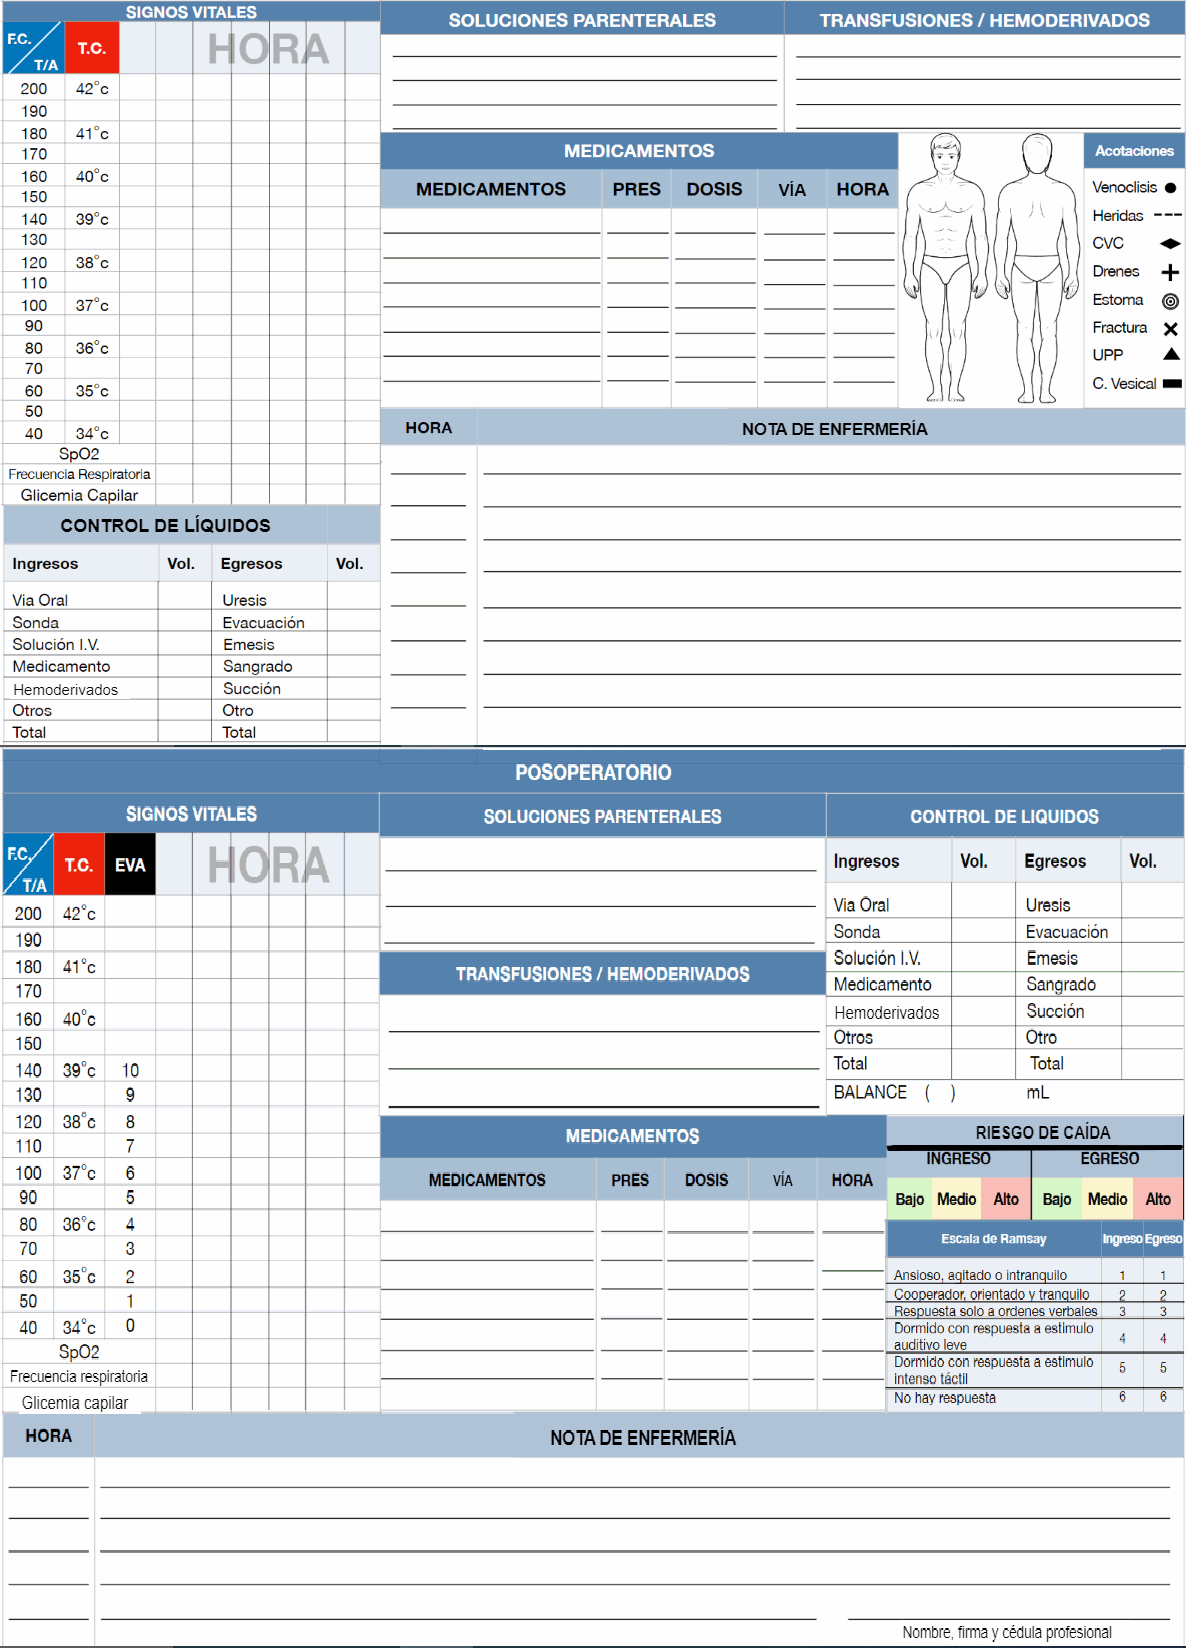 SIGNOS VITALES
F.C. T/A T.C. HORA
200 42°c
190
180 41°c
170
160 40°c
150
140 39°c
130
120 38°c
110
100 37°c
90
80 36°c
70
60 35°c
50
40 34°c
SpO2
Frecuencia Respiratoria
Glicemia Capilar
CONTROL DE LÍQUIDOS
Ingresos Vol. Egresos Vol.
Via Oral Uresis
Sonda Evacuación
Solución I.V. Emesis
Medicamento Sangrado
Hemoderivados Succión
Otros Otro
Total Total
SOLUCIONES PARENTERALES
TRANSFUSIONES / HEMODERIVADOS
MEDICAMENTOS
MEDICAMENTOS PRES DOSIS VÍA HORA
Acotaciones
Venoclisis
Heridas
CVC
Drenes
Estoma
Fractura
UPP
C. Vesical
HORA NOTA DE ENFERMERÍA
POSOPERATORIO
SIGNOS VITALES
F.C. T/A T.C. EVA HORA
200 42°c
190
180 41°c
170
160 40°c
150
140 39°c 10
130 9
120 38°c 8
110 7
100 37°c 6
90 5
80 36°c 4
70 3
60 35°c 2
50 1
40 34°c 0
SpO2
Frecuencia respiratoria
Glicemia capilar
SOLUCIONES PARENTERALES
TRANSFUSIONES / HEMODERIVADOS
CONTROL DE LIQUIDOS
Ingresos Vol. Egresos Vol.
Via Oral Uresis
Sonda Evacuación
Solución I.V. Emesis
Medicamento Sangrado
Hemoderivados Succión
Otros Otro
Total Total
BALANCE ( ) mL
MEDICAMENTOS
MEDICAMENTOS PRES DOSIS VÍA HORA
RIESGO DE CAÍDA
INGRESO EGRESO
Bajo Medio Alto Bajo Medio Alto
Escala de Ramsay Ingreso Egreso
Ansioso, agitado o intranquilo 1 1
Cooperador, orientado y tranquilo 2 2
Respuesta solo a ordenes verbales 3 3
Dormido con respuesta a estimulo
auditivo leve 4 4
Dormido con respuesta a estimulo
intenso táctil 5 5
No hay respuesta 6 6
HORA NOTA DE ENFERMERÍA
Nombre, firma y cédula profesional